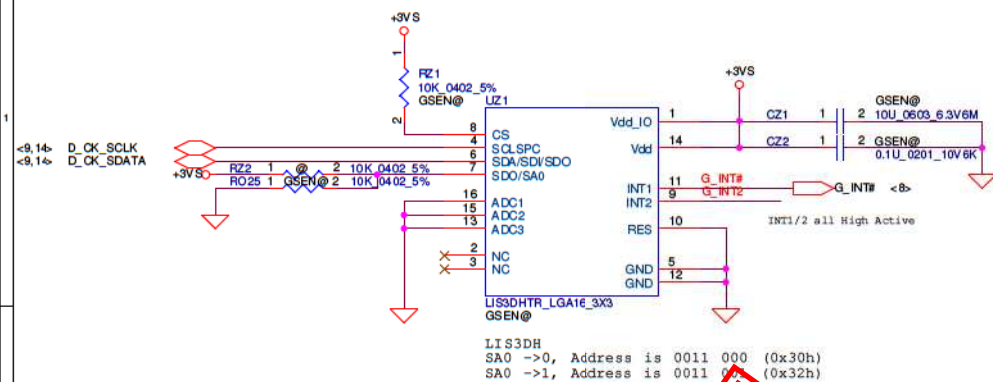 +3VS
1
RZ1
10K_0402_5%
GSEN@
2
UZ1
+3VS
1
<9,14> D_CK_SCLK
<9,14> D_CK_SDATA
+3VS
RZ2 1 @ 2 10K_0402_5%
RO25 1 GSEN@ 2 10K_0402_5%
8 CS
4 SCLSPC
6 SDA/SDI/SDO
7 SDO/SA0
16 ADC1
15 ADC2
13 ADC3
2 NC
3 NC
Vdd_IO 1
Vdd 14
INT1 11 G_INT#
INT2 9 G_INT2
RES 10
GND 5
GND 12
CZ1 1 2 GSEN@
10U_0603_6.3V6M
CZ2 1 2 GSEN@
0.1U_0201_10V6K
G_INT# <8>
INT1/2 all High Active
LIS3DHTR_LGA16_3X3
GSEN@
LIS3DH
SA0 ->0, Address is 0011 000 (0x30h)
SA0 ->1, Address is 0011 (0x32h)